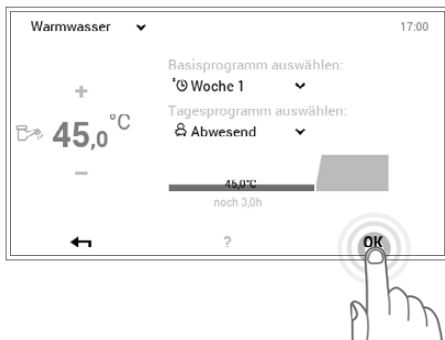 Warmwasser
17:00
Basisprogramm auswählen:
Woche 1
Tagesprogramm auswählen:
Abwesend
+
45,0°C
−
45,0°C
noch 3,0h
?
OK